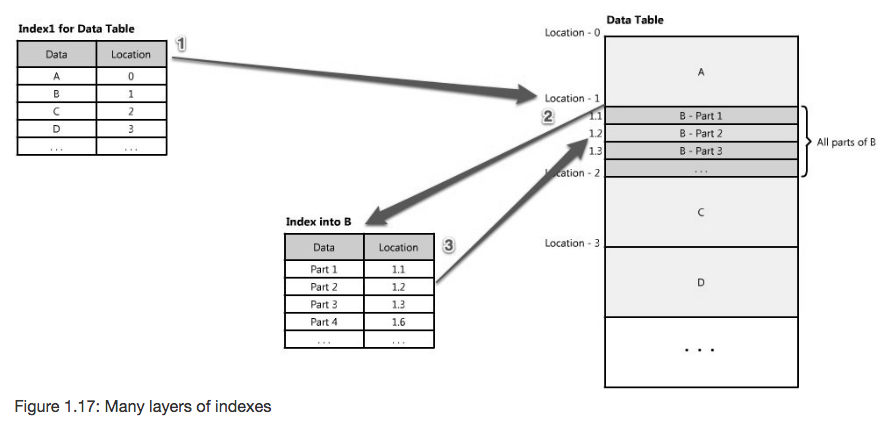 Index1 for Data Table
Data Location
A 0
B 1
C 2
D 3
... ...
1
Data Table
Location - 0
A
Location - 1
2
1.1 B - Part 1
1.2 B - Part 2
1.3 B - Part 3
...
All parts of B
Location - 2
C
Location - 3
D
...
Index into B
3
Data Location
Part 1 1.1
Part 2 1.2
Part 3 1.3
Part 4 1.6
... ...
Figure 1.17: Many layers of indexes